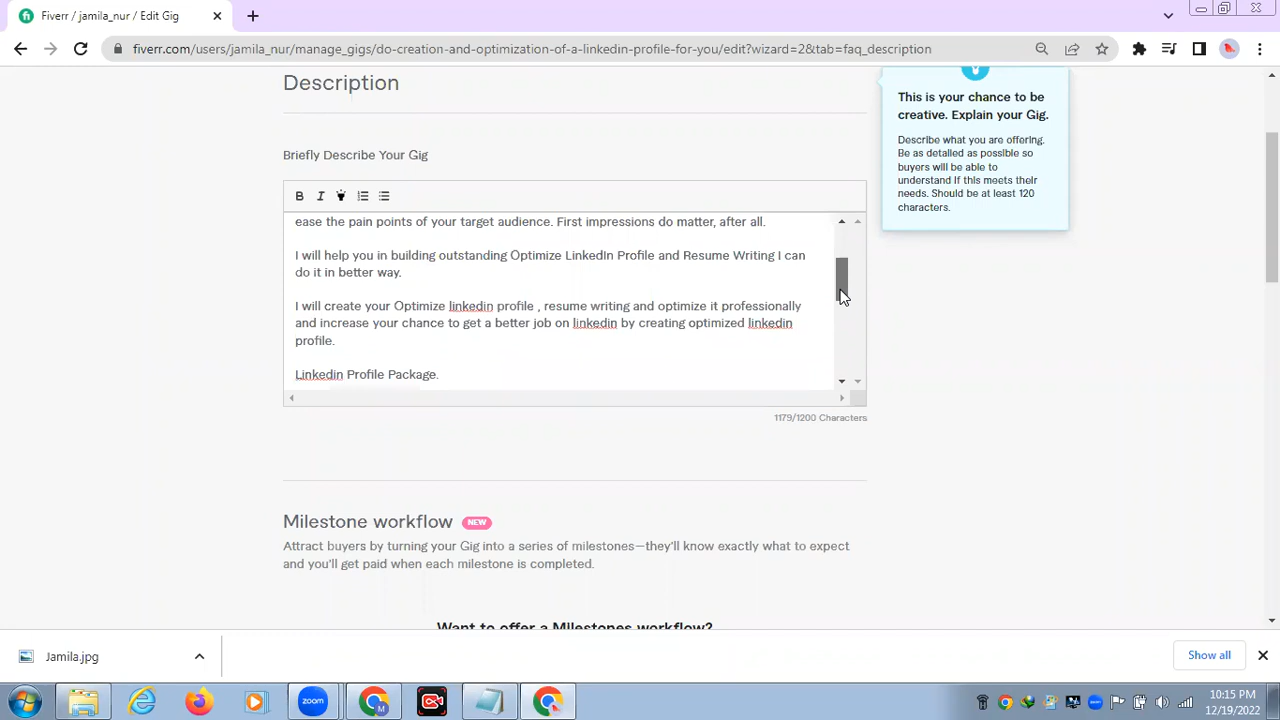 Fiverr / jamila_nur / Edit Gig
fiverr.com/users/jamila_nur/manage_gigs/do-creation-and-optimization-of-a-linkedin-profile-for-you/edit?wizard=2&tab=faq_description
Description
This is your chance to be
creative. Explain your Gig.
Describe what you are offering.
Be as detailed as possible so
buyers will be able to
understand if this meets their
needs. Should be at least 120
characters.
Briefly Describe Your Gig
B I
ease the pain points of your target audience. First impressions do matter, after all.
I will help you in building outstanding Optimize LinkedIn Profile and Resume Writing I can
do it in better way.
I will create your Optimize linkedin profile , resume writing and optimize it professionally
and increase your chance to get a better job on linkedin by creating optimized linkedin
profile.
Linkedin Profile Package.
1179/1200 Characters
Milestone workflow NEW
Attract buyers by turning your Gig into a series of milestones—they'll know exactly what to expect
and you'll get paid when each milestone is completed.
Want to offer a Milestones workflow?
Jamila.jpg
Show all
zoom
M
10:15 PM
12/19/2022